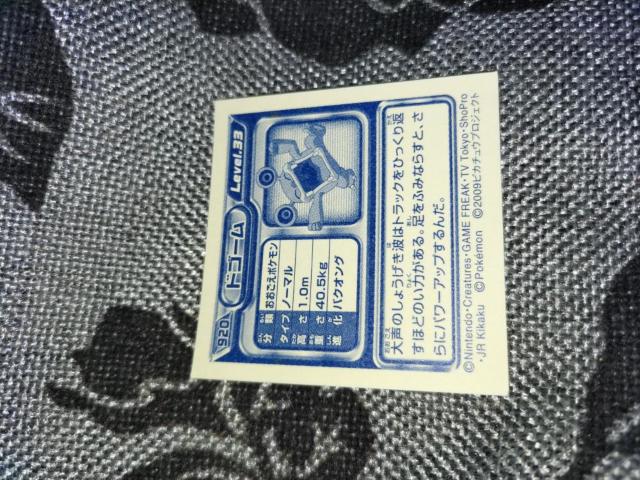 920 ドゴーム Level.33
分類 おおごえポケモン
タイプ ノーマル
高さ 1.0m
重さ 40.5kg
進化 バクオング
大声のしょうげき波はトラックをひっくり返
すほどのい力がある。足をふみならすと、さ
らにパワーアップするんだ。
©Nintendo・Creatures・GAME FREAK・TV Tokyo・ShoPro
・JR Kikaku ©Pokémon ©2009ピカチュウプロジェクト